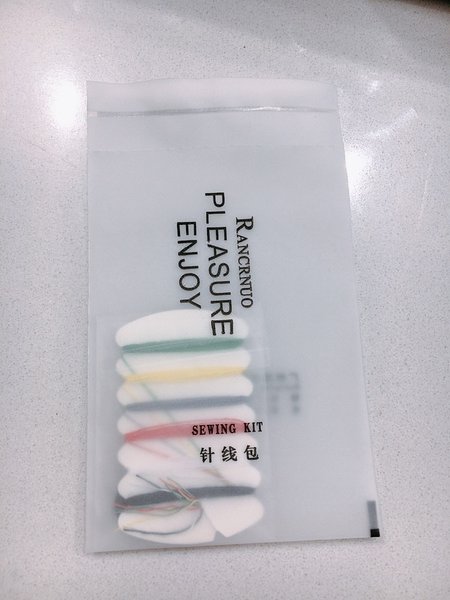 RANCRNUO
PLEASURE
ENJOY
SEWING KIT
针线包